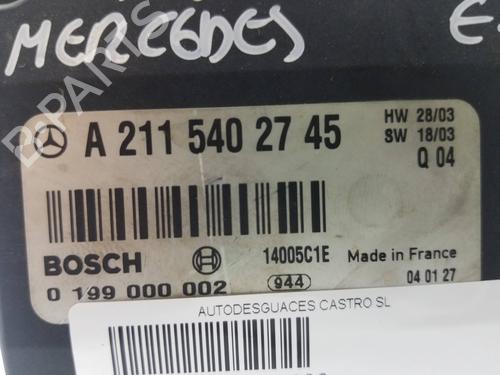 MERCEDES E
A 211 540 27 45
HW 28/03
SW 18/03
Q 04
BOSCH
14005C1E
Made in France
0 199 000 002
944
04 01 27
AUTODESGUACES CASTRO SL
B-PARTS